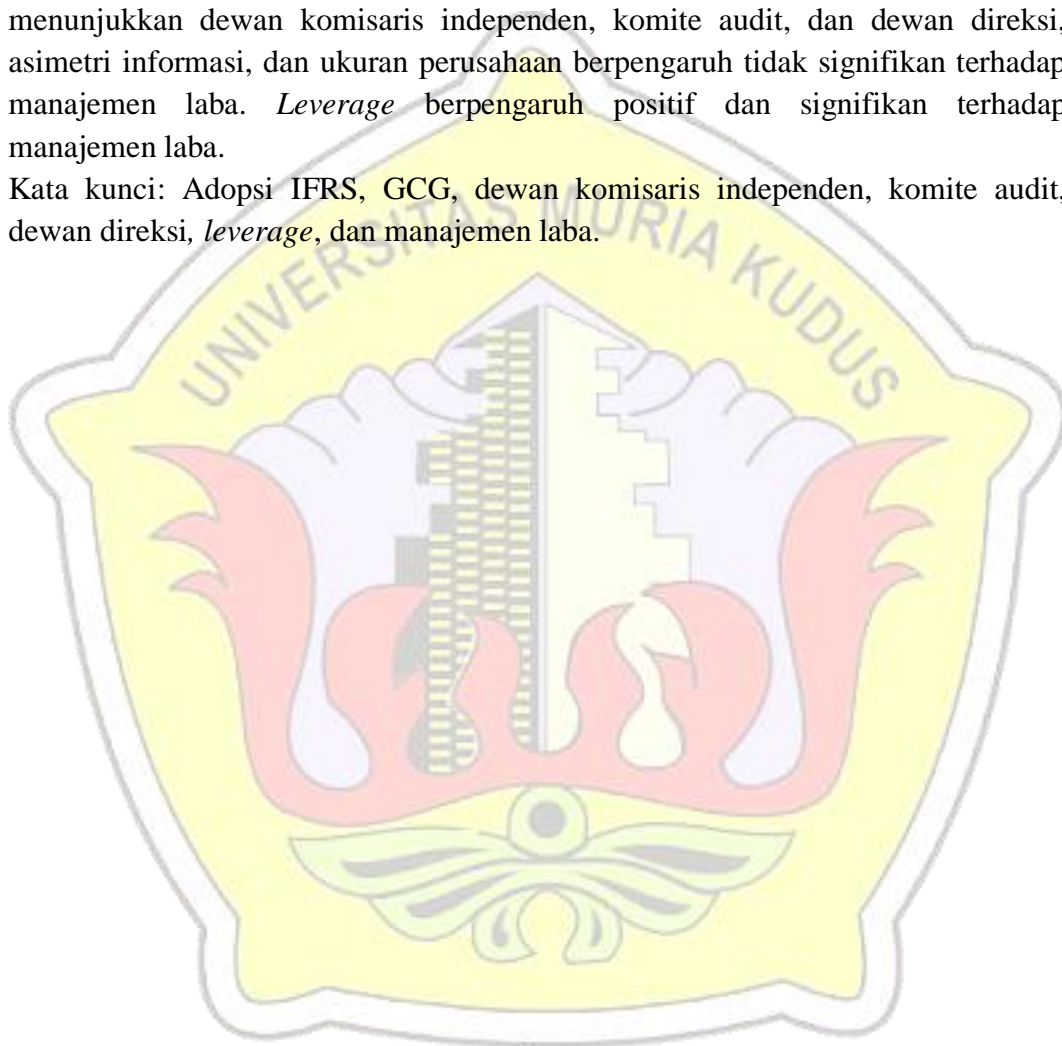 menunjukkan dewan komisaris independen, komite audit, dan dewan direksi,
asimetri informasi, dan ukuran perusahaan berpengaruh tidak signifikan terhadap
manajemen laba. Leverage berpengaruh positif dan signifikan terhadap
manajemen laba.
Kata kunci: Adopsi IFRS, GCG, dewan komisaris independen, komite audit,
dewan direksi, leverage, dan manajemen laba.
UNIVERSITAS MURIA KUDUS